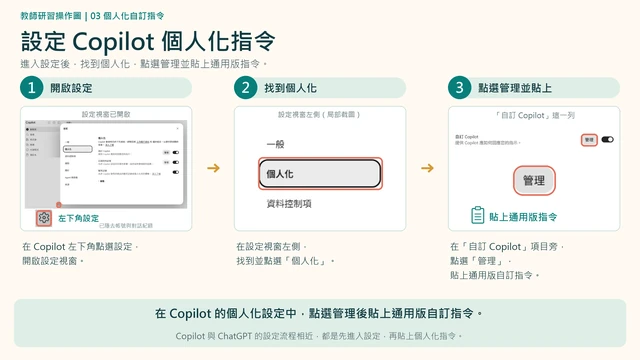 教師研習操作圖 | 03 個人化自訂指令
設定 Copilot 個人化指令
進入設定後，找到個人化，點選管理並貼上通用版指令。
1 開啟設定
設定視窗已開啟
左下角設定
已隱去帳號與對話紀錄
在 Copilot 左下角點選設定，
開啟設定視窗。
2 找到個人化
設定視窗左側（局部截圖）
一般
個人化
資料控制項
在設定視窗左側，
找到並點選「個人化」。
3 點選管理並貼上
「自訂 Copilot」這一列
自訂 Copilot
管理
管理
貼上通用版指令
在「自訂 Copilot」項目旁，
點選「管理」，
貼上通用版自訂指令。
在 Copilot 的個人化設定中，點選管理後貼上通用版自訂指令。
Copilot 與 ChatGPT 的設定流程相近，都是先進入設定，再貼上個人化指令。